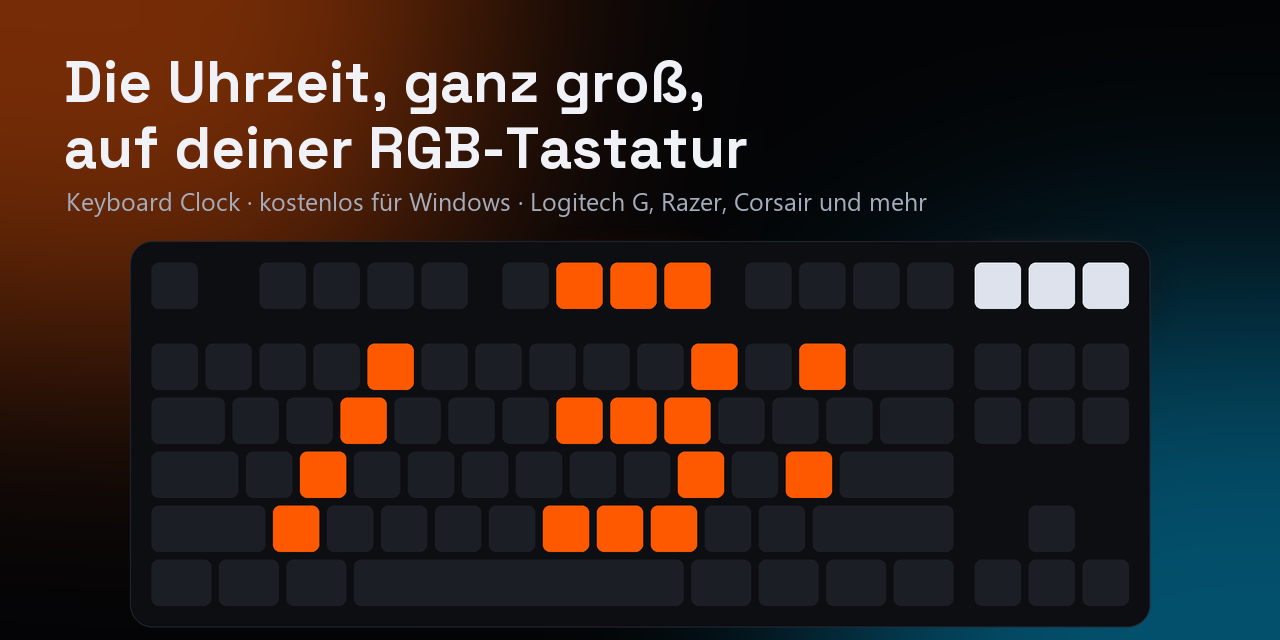 Die Uhrzeit, ganz groß,
auf deiner RGB-Tastatur
Keyboard Clock · kostenlos für Windows · Logitech G, Razer, Corsair und mehr